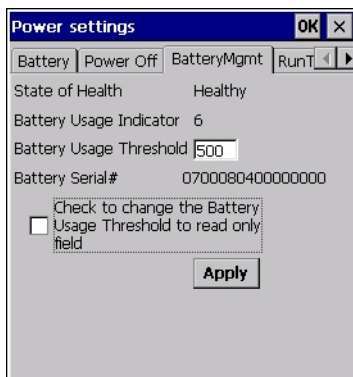 Power settings OK ×
Battery Power Off BatteryMgmt RunT
State of Health Healthy
Battery Usage Indicator 6
Battery Usage Threshold 500
Battery Serial# 0700080400000000
Check to change the Battery
Usage Threshold to read only
field
Apply